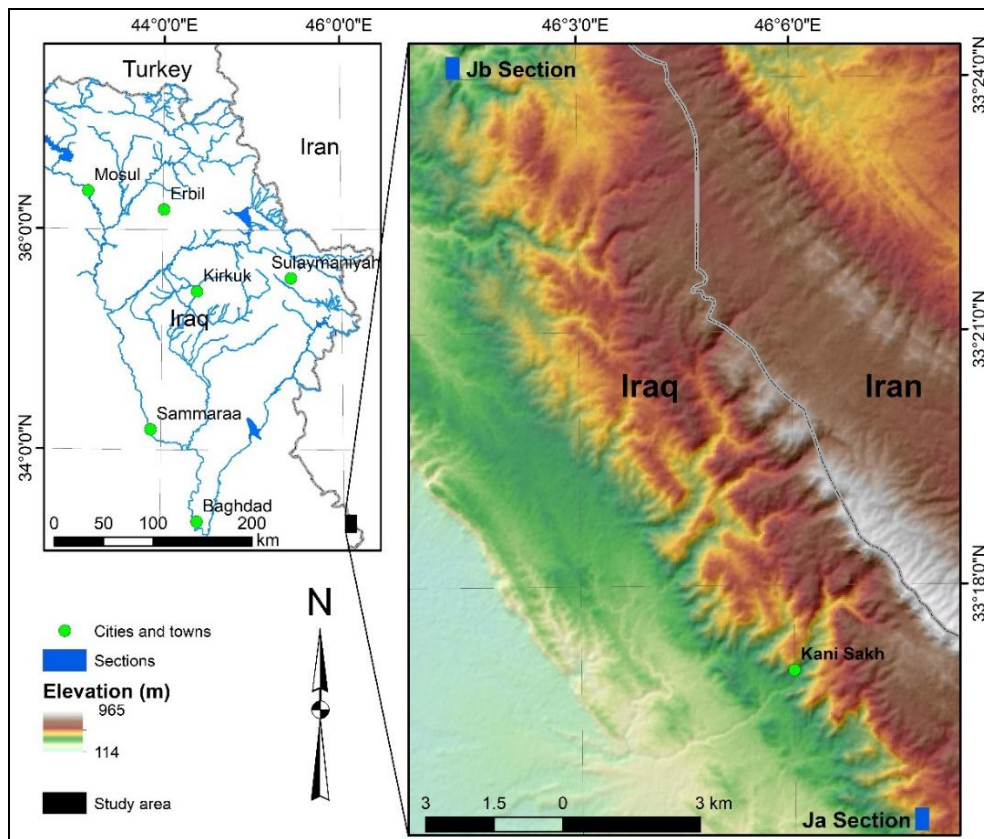 44°0'0"E
46°0'0"E
Turkey
Iran
Mosul
Erbil
36°0'0"N
Kirkuk
Sulaymaniyah
Iraq
Sammaraa
34°0'0"N
Baghdad
0 50 100 200
km
N
Cities and towns
Sections
Elevation (m)
965
114
Study area
46°3'0"E
46°6'0"E
Jb Section
33°24'0"N
33°21'0"N
Iraq
Iran
33°18'0"N
Kani Sakh
3 1.5 0 3 km
Ja Section